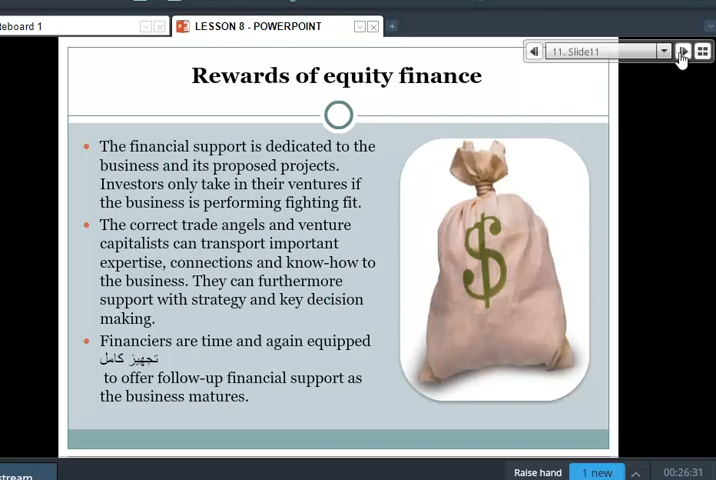 teboard 1
LESSON 8 - POWERPOINT
11. Slide11
Rewards of equity finance
The financial support is dedicated to the
business and its proposed projects.
Investors only take in their ventures if
the business is performing fighting fit.
The correct trade angels and venture
capitalists can transport important
expertise, connections and know-how to
the business. They can furthermore
support with strategy and key decision
making.
Financiers are time and again equipped
تجهيز كامل
to offer follow-up financial support as
the business matures.
$
stream
Raise hand
1 new
00:26:31